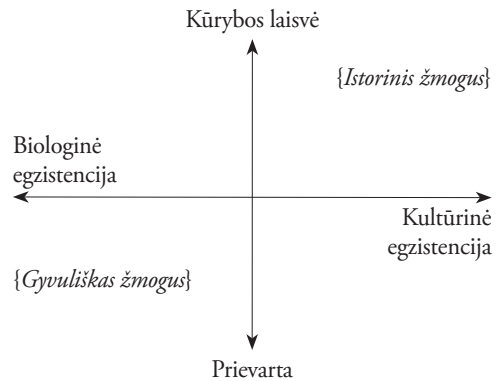 Kūrybos laisvė
{Istorinis žmogus}
Biologinė
egzistencija
Kultūrinė
egzistencija
{Gyvuliškas žmogus}
Prievarta